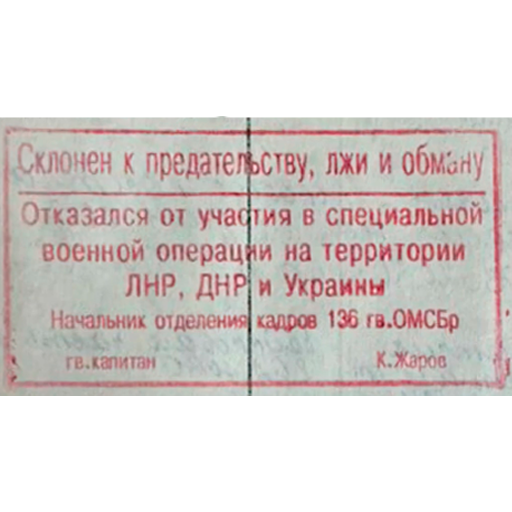 Склонен к предательству, лжи и обману
Отказался от участия в специальной
военной операции на территории
ЛНР, ДНР и Украины
Начальник отделения кадров 136 гв.ОМСБр
гв.капитан К.Жаров